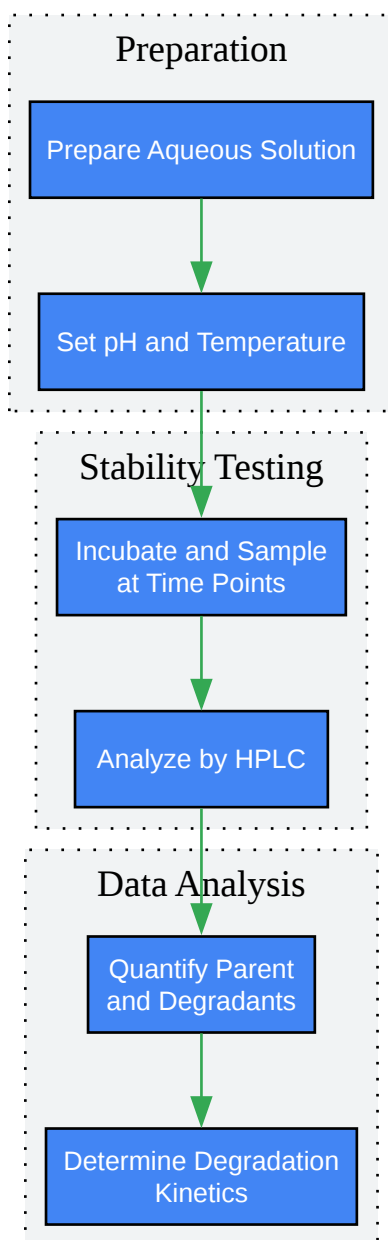 Preparation
Prepare Aqueous Solution
Set pH and Temperature
Stability Testing
Incubate and Sample
at Time Points
Analyze by HPLC
Data Analysis
Quantify Parent
and Degradants
Determine Degradation
Kinetics